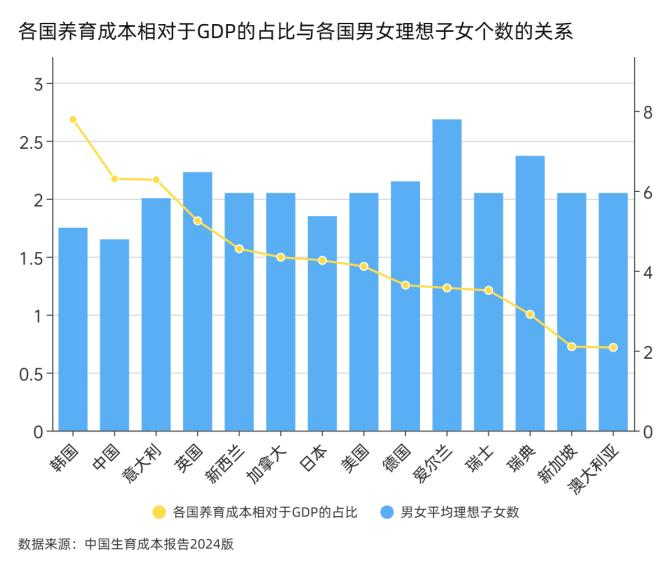 各国养育成本相对于GDP的占比与各国男女理想子女个数的关系
3
2.5
2
1.5
1
0.5
0
8
6
4
2
0
韩国
中国
意大利
英国
新西兰
加拿大
日本
美国
德国
爱尔兰
瑞士
瑞典
新加坡
澳大利亚
各国养育成本相对于GDP的占比
男女平均理想子女数
数据来源：中国生育成本报告2024版